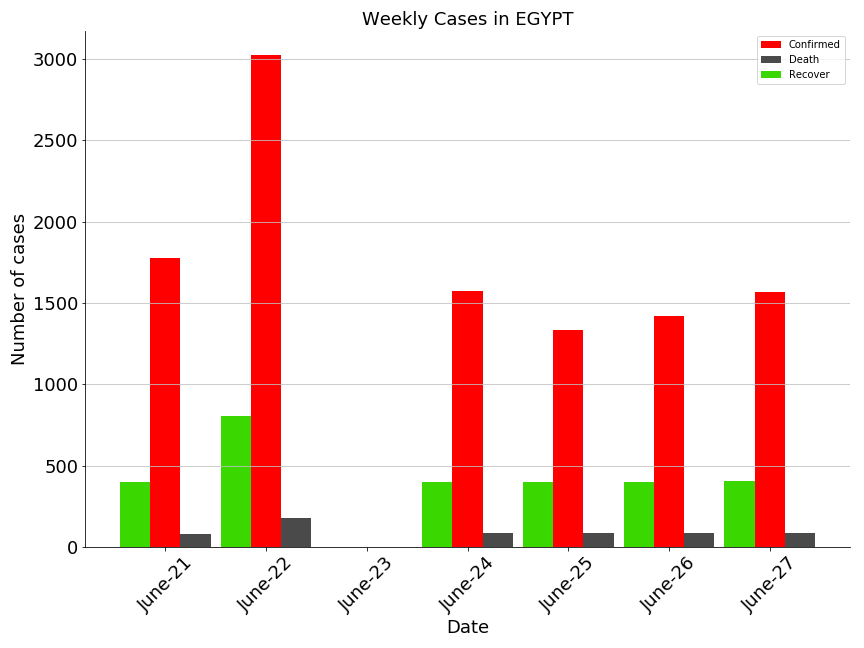 Weekly Cases in EGYPT
Confirmed
Death
Recover
Number of cases
3000
2500
2000
1500
1000
500
0
June-21
June-22
June-23
June-24
June-25
June-26
June-27
Date